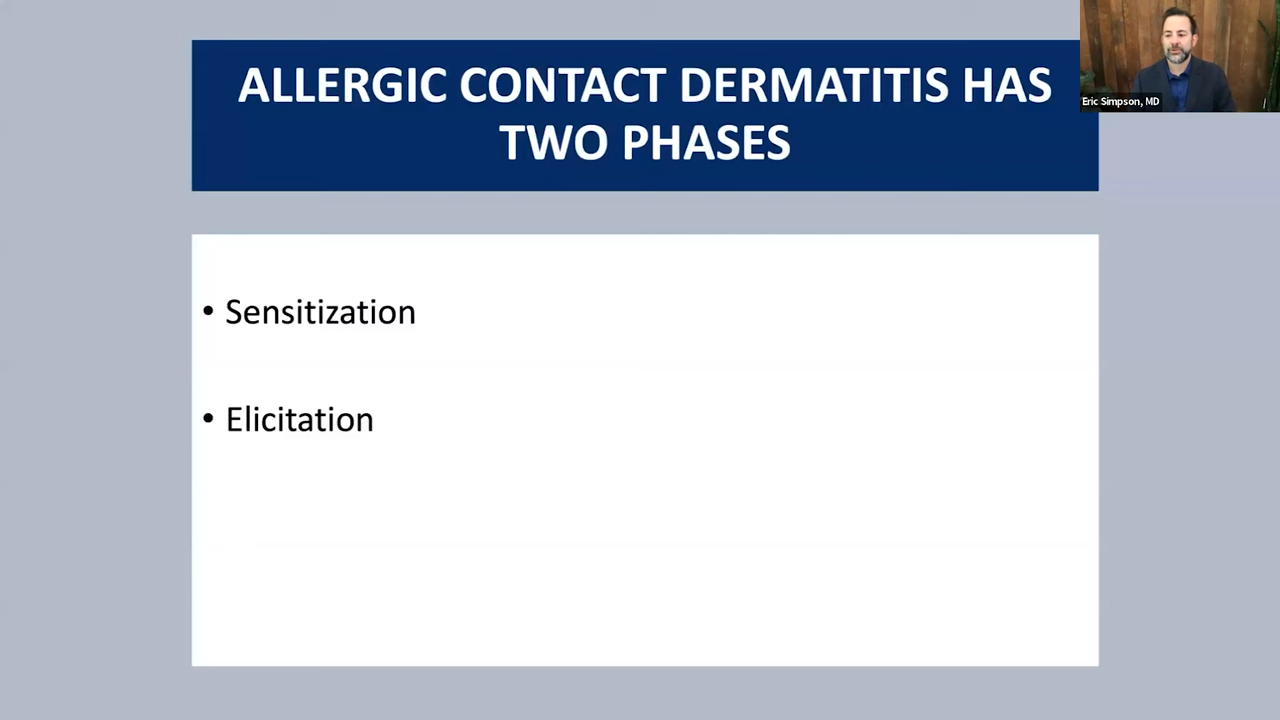 ALLERGIC CONTACT DERMATITIS HAS
TWO PHASES
Eric Simpson, MD
• Sensitization
• Elicitation